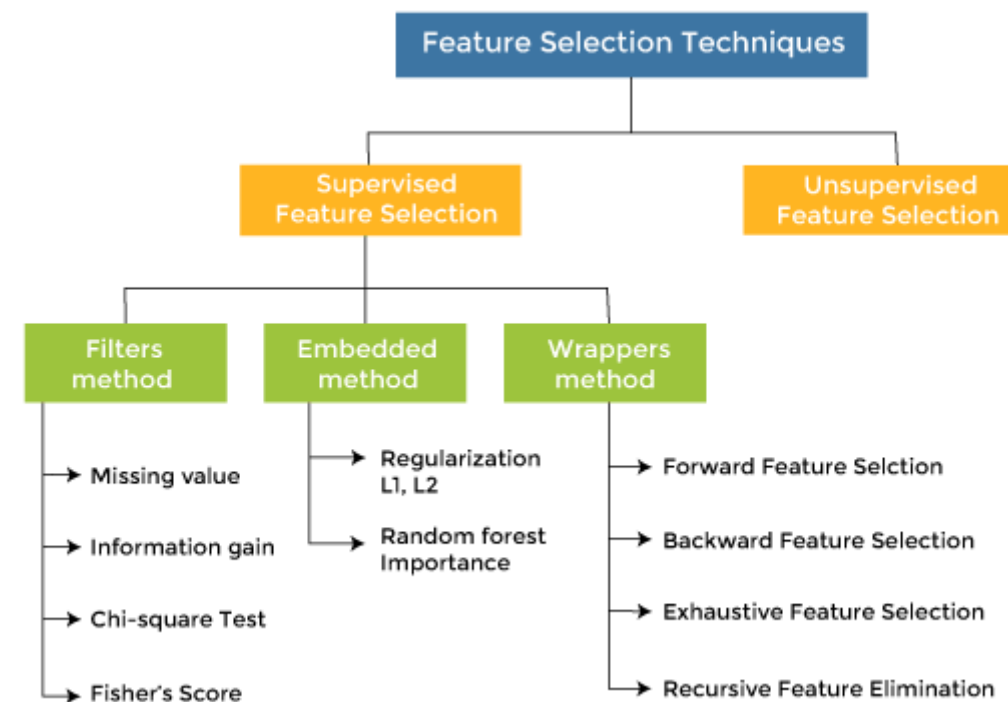 Feature Selection Techniques
Supervised
Feature Selection
Unsupervised
Feature Selection
Filters
method
Embedded
method
Wrappers
method
Missing value
Information gain
Chi-square Test
Fisher's Score
Regularization
L1, L2
Random forest
Importance
Forward Feature Selction
Backward Feature Selection
Exhaustive Feature Selection
Recursive Feature Elimination